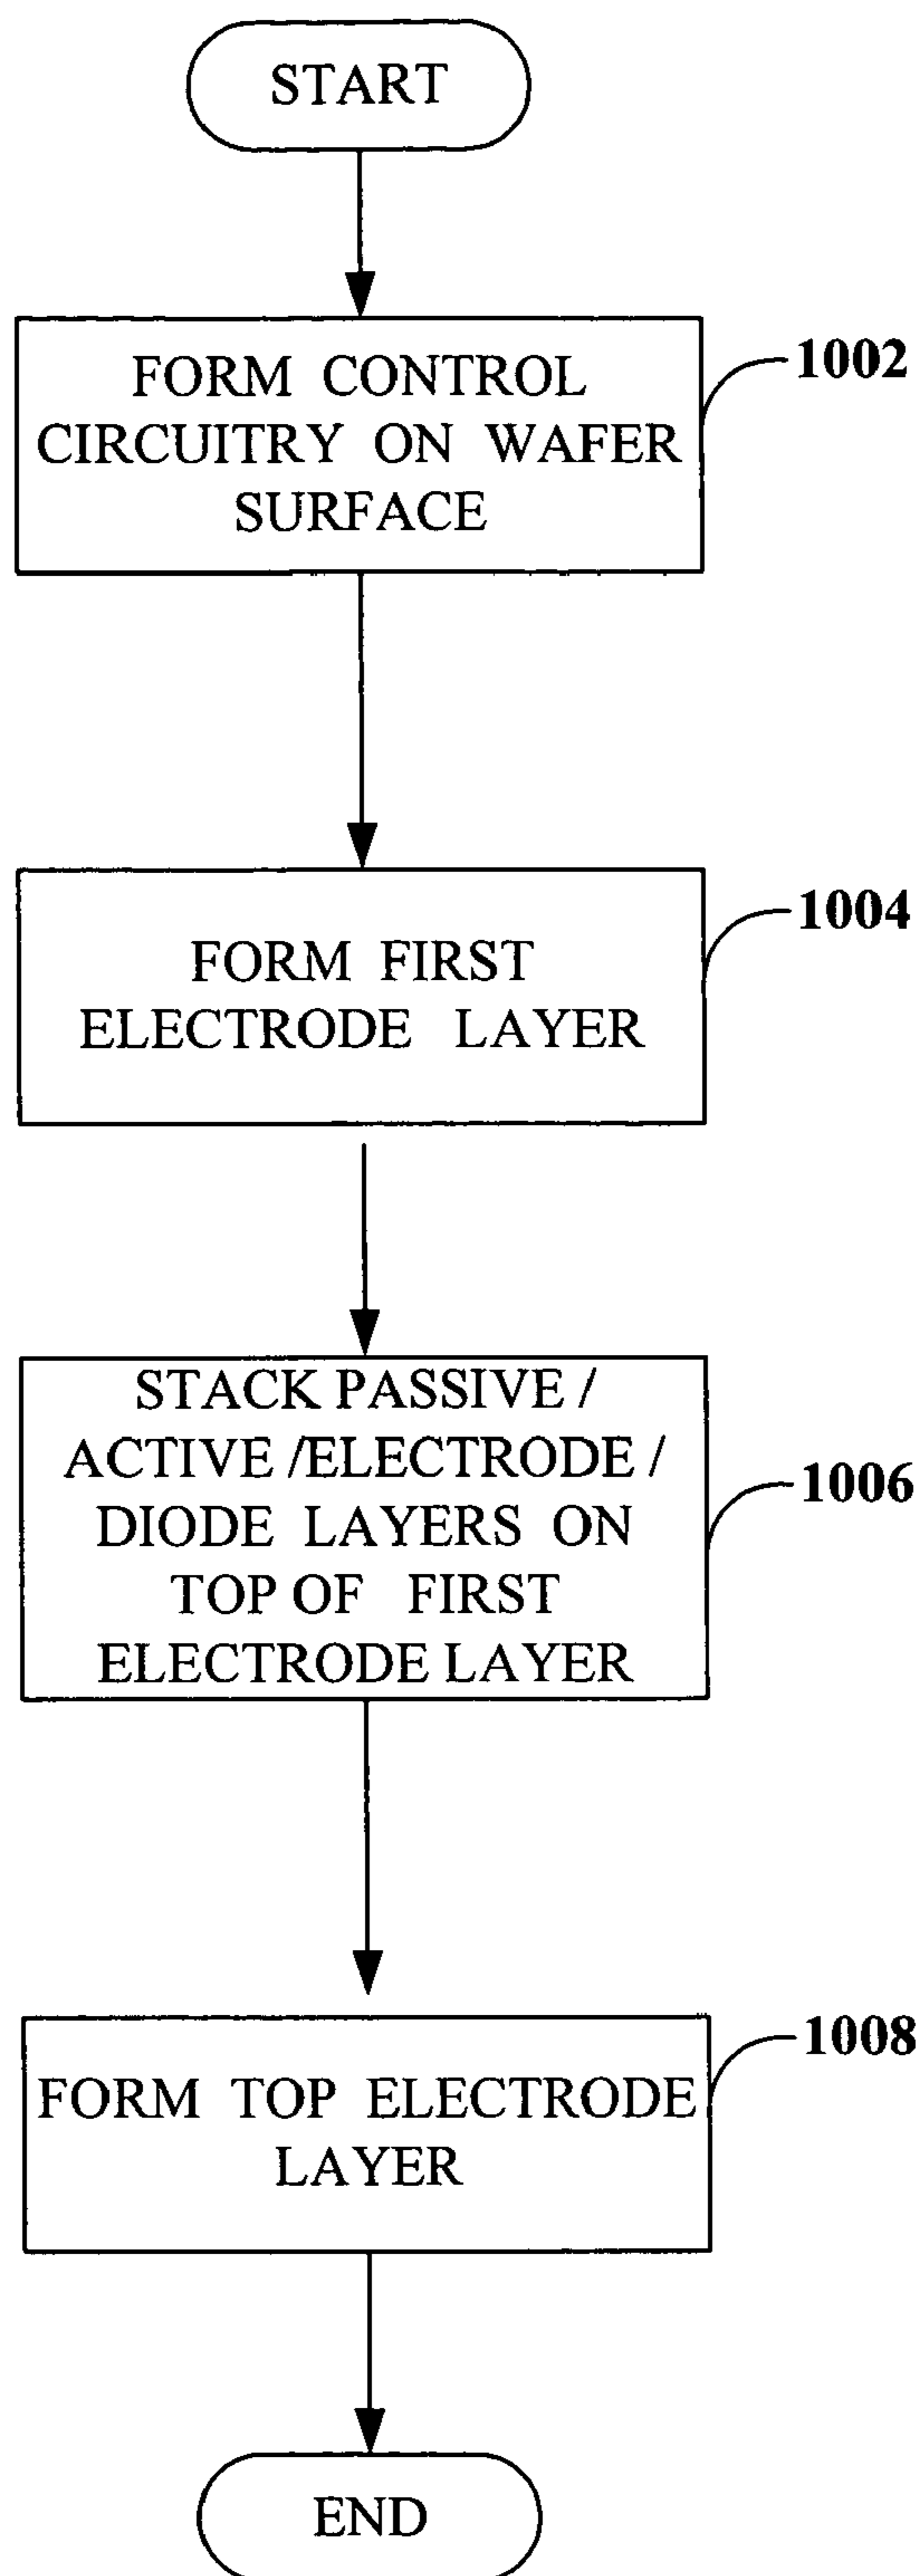 START
FORM CONTROL
CIRCUITRY ON WAFER
SURFACE
1002
FORM FIRST
ELECTRODE LAYER
1004
STACK PASSIVE /
ACTIVE /ELECTRODE /
DIODE LAYERS ON
TOP OF FIRST
ELECTRODE LAYER
1006
FORM TOP ELECTRODE
LAYER
1008
END